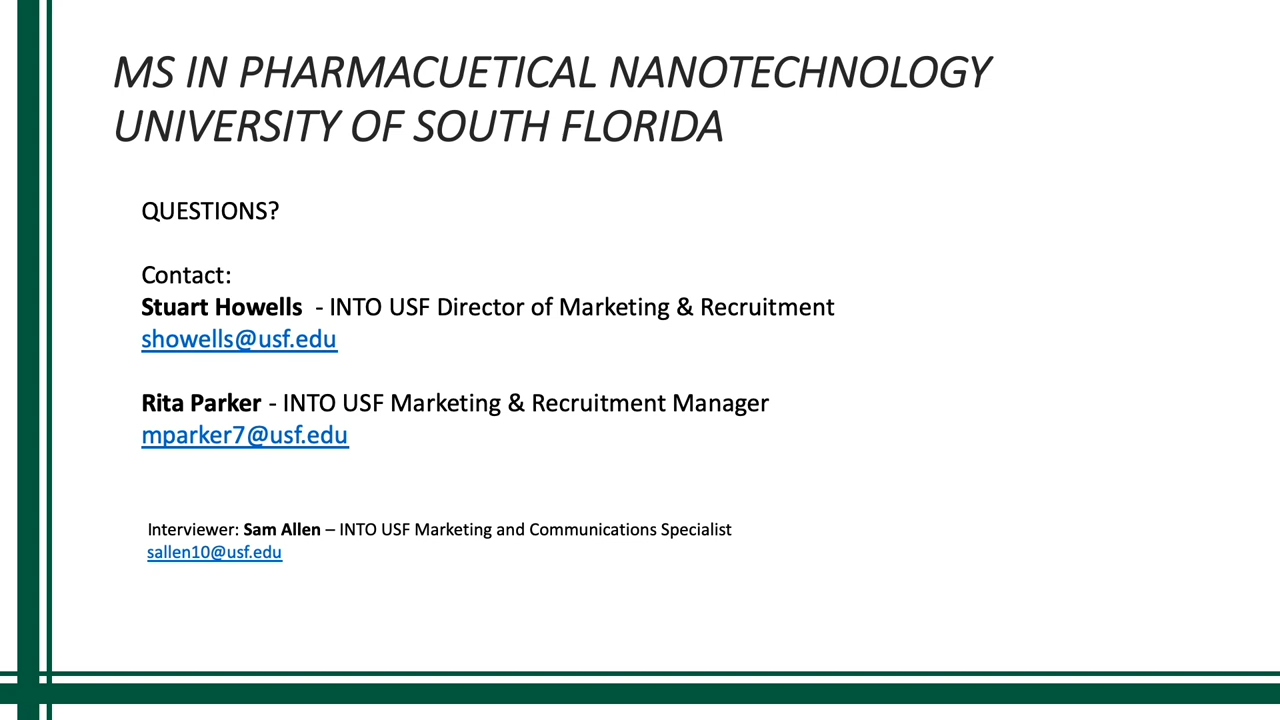 MS IN PHARMACUETICAL NANOTECHNOLOGY
UNIVERSITY OF SOUTH FLORIDA
QUESTIONS?
Contact:
Stuart Howells - INTO USF Director of Marketing & Recruitment
showells@usf.edu
Rita Parker - INTO USF Marketing & Recruitment Manager
mparker7@usf.edu
Interviewer: Sam Allen – INTO USF Marketing and Communications Specialist
sallen10@usf.edu